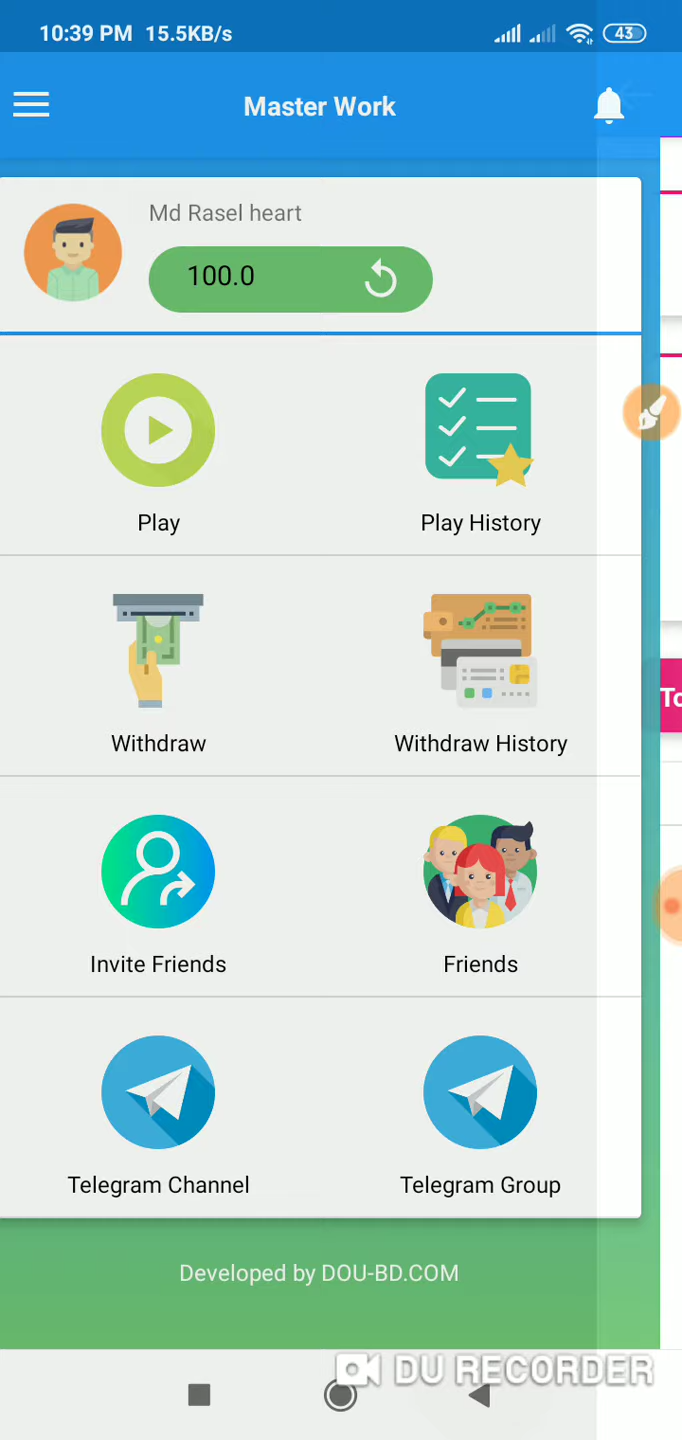 10:39 PM 15.5KB/s 43
Master Work
Md Rasel heart
100.0
Play Play History
Withdraw Withdraw History
Invite Friends Friends
Telegram Channel Telegram Group
Developed by DOU-BD.COM
DU RECORDER